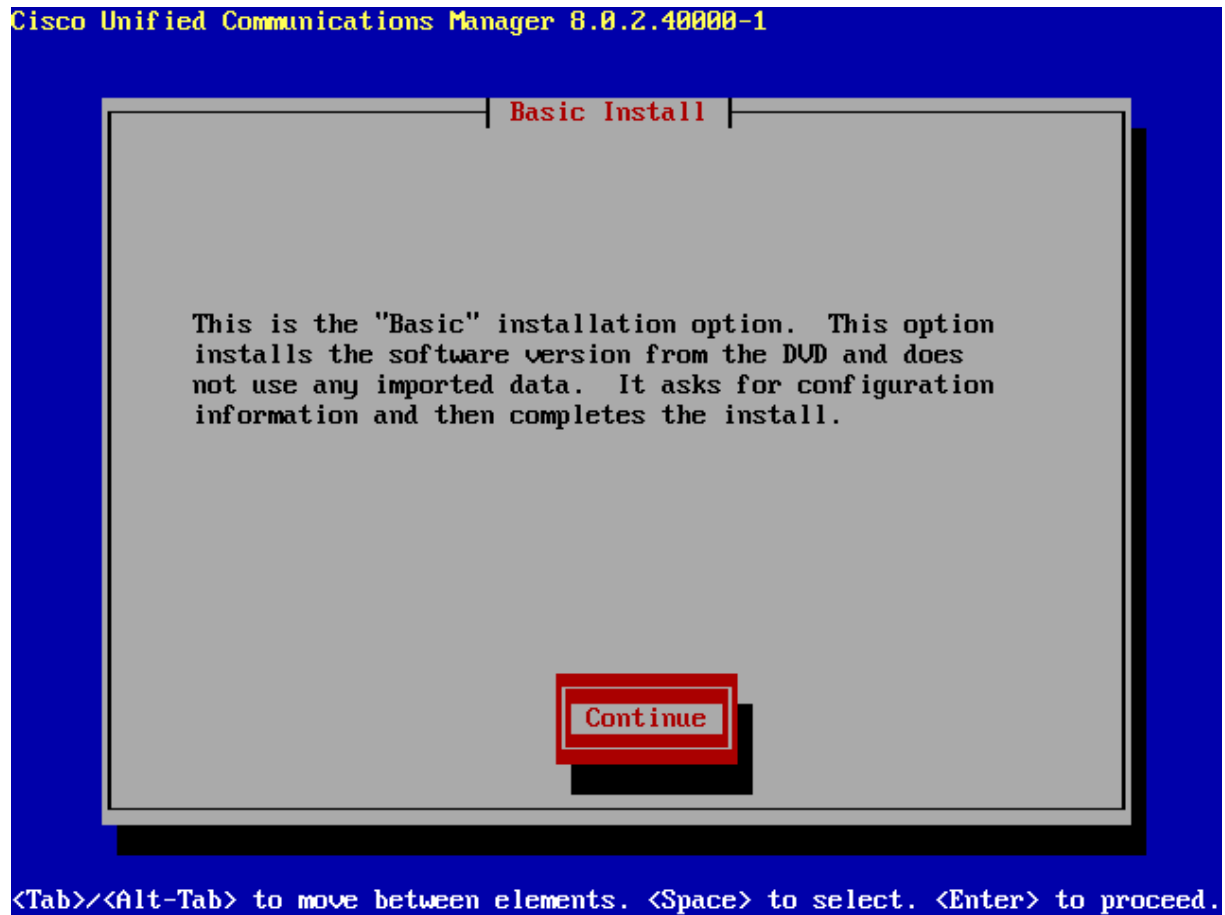 Cisco Unified Communications Manager 8.0.2.40000-1
Basic Install
This is the "Basic" installation option.  This option
installs the software version from the DVD and does
not use any imported data.  It asks for configuration
information and then completes the install.
Continue
<Tab>/<Alt-Tab> to move between elements. <Space> to select. <Enter> to proceed.